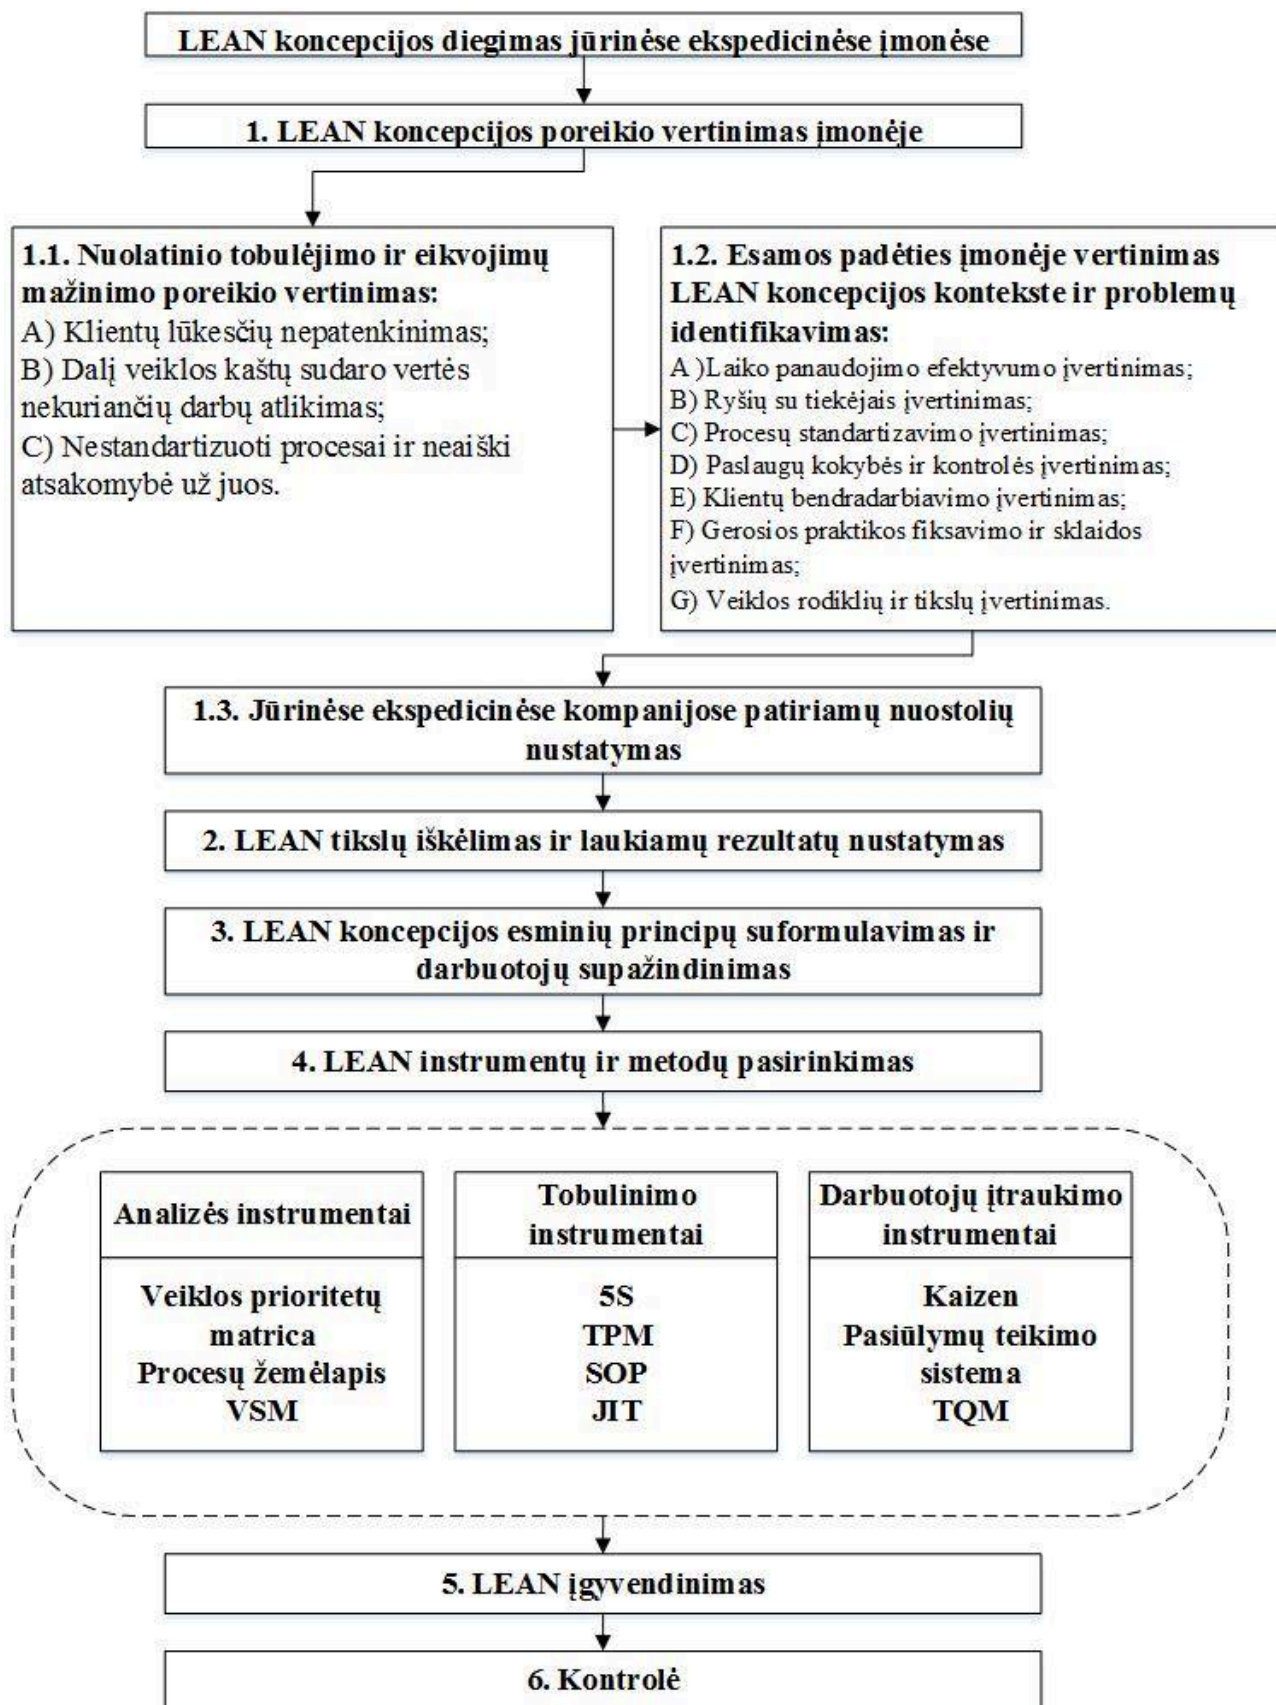 LEAN koncepcijos diegimas jūrinėse ekspedicinėse įmonėse
1. LEAN koncepcijos poreikio vertinimas įmonėje
1.1. Nuolatinio tobulėjimo ir eikvojimų
mažinimo poreikio vertinimas:
A) Klientų lūkesčių nepatenkinimas;
B) Dalį veiklos kaštų sudaro vertės
nekuriančių darbų atlikimas;
C) Nestandartizuoti procesai ir neaiški
atsakomybė už juos.
1.2. Esamos padėties įmonėje vertinimas
LEAN koncepcijos kontekste ir problemų
identifikavimas:
A )Laiko panaudojimo efektyvumo įvertinimas;
B) Ryšių su tiekėjais įvertinimas;
C) Procesų standartizavimo įvertinimas;
D) Paslaugų kokybės ir kontrolės įvertinimas;
E) Klientų bendradarbiavimo įvertinimas;
F) Gerosios praktikos fiksavimo ir sklaidos
įvertinimas;
G) Veiklos rodiklių ir tikslų įvertinimas.
1.3. Jūrinėse ekspedicinėse kompanijose patiriamų nuostolių
nustatymas
2. LEAN tikslų iškėlimas ir laukiamų rezultatų nustatymas
3. LEAN koncepcijos esminių principų suformulavimas ir
darbuotojų supažindinimas
4. LEAN instrumentų ir metodų pasirinkimas
Analizės instrumentai
Veiklos prioritetų
matrica
Procesų žemėlapis
VSM
Tobulinimo
instrumentai
5S
TPM
SOP
JIT
Darbuotojų įtraukimo
instrumentai
Kaizen
Pasiūlymų teikimo
sistema
TQM
5. LEAN įgyvendinimas
6. Kontrolė